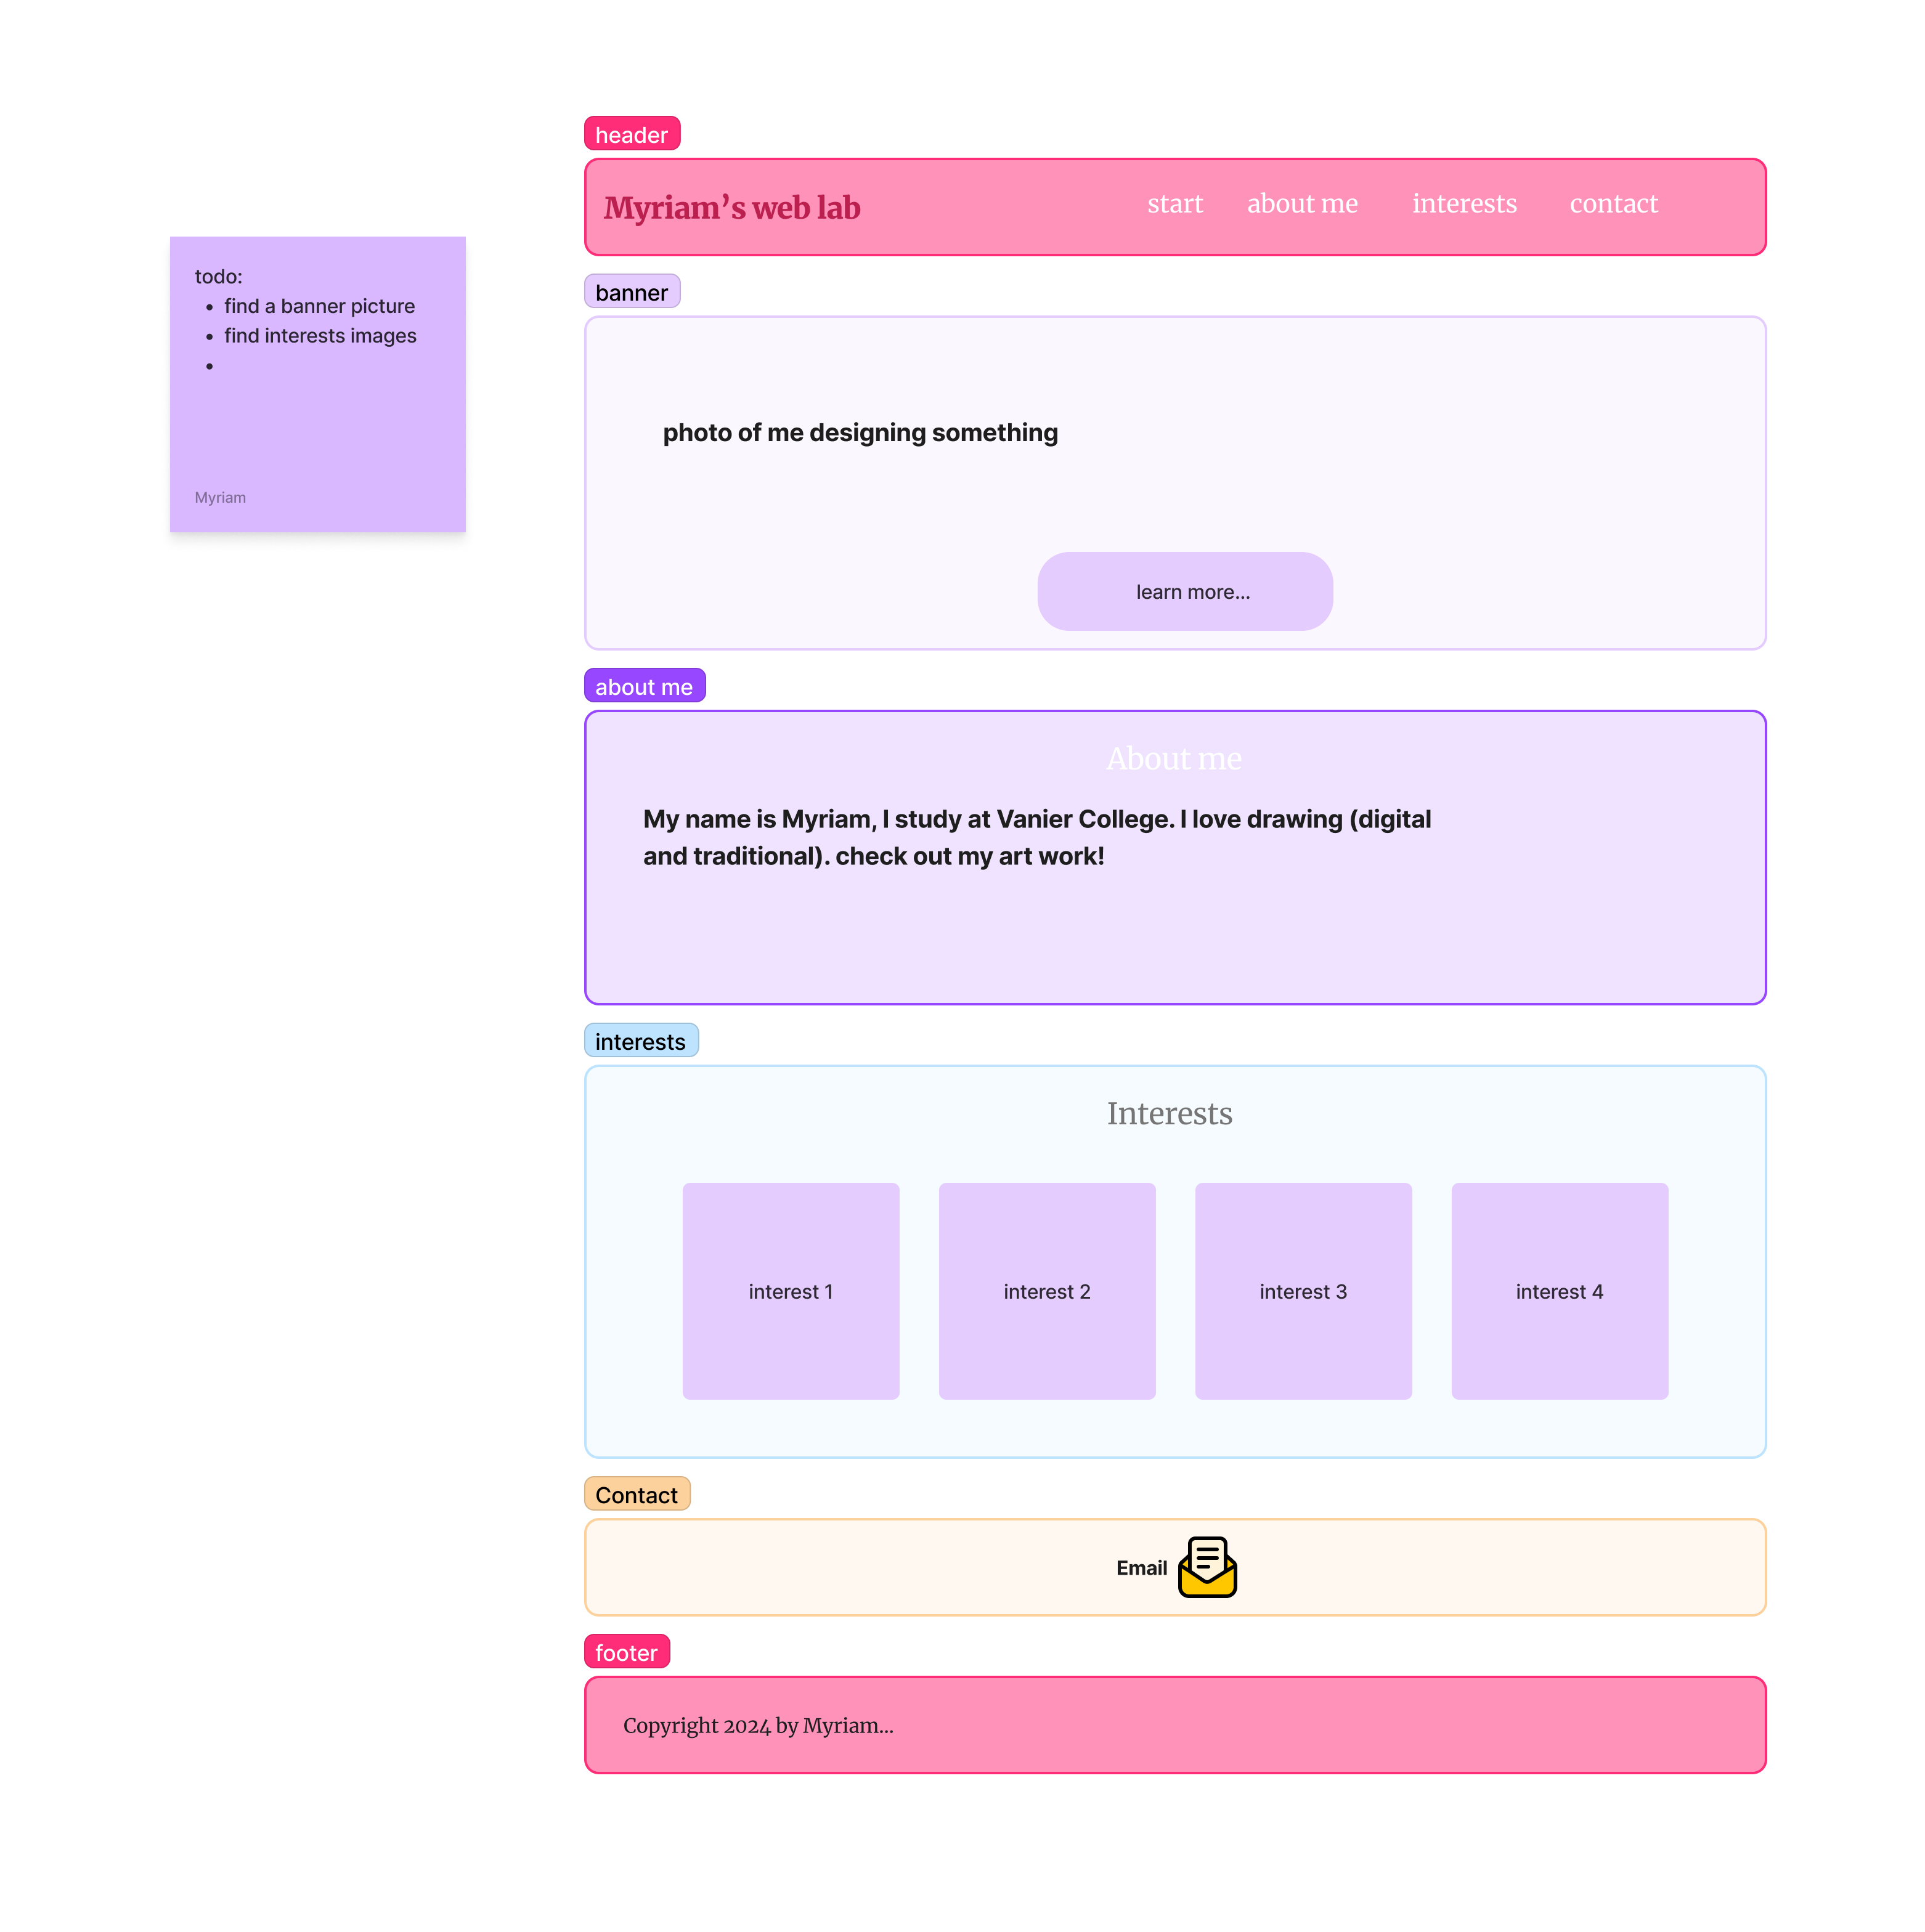 todo:
find a banner picture
find interests images
Myriam
header
Myriam’s web lab
start about me interests contact
banner
photo of me designing something
learn more...
about me
About me
My name is Myriam, I study at Vanier College. I love drawing (digital
and traditional). check out my art work!
interests
Interests
interest 1 interest 2 interest 3 interest 4
Contact
Email
footer
Copyright 2024 by Myriam...